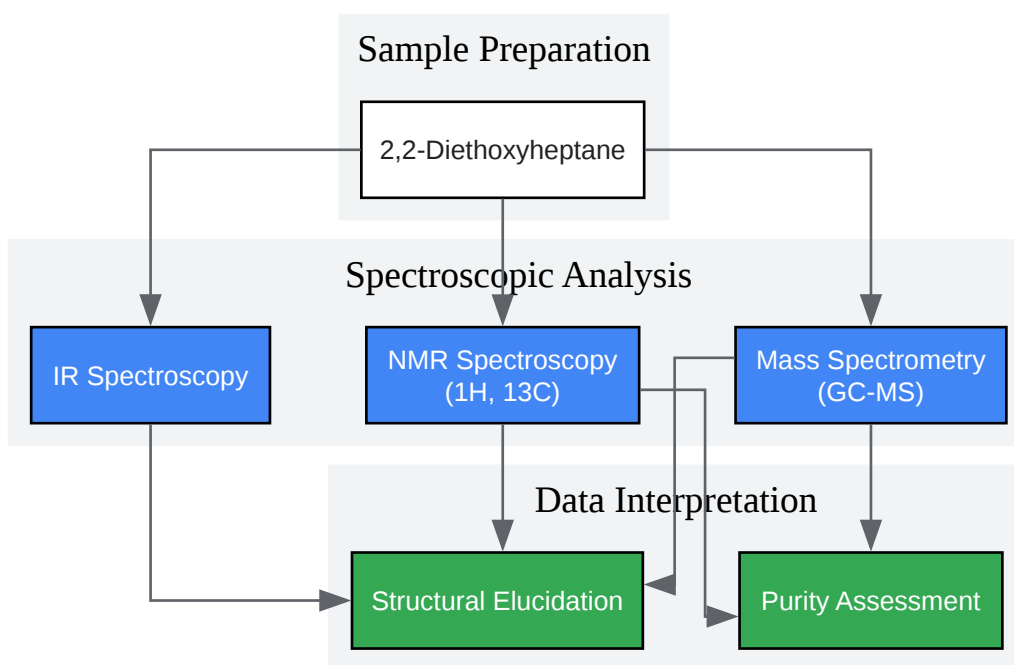 Sample Preparation
2,2-Diethoxyheptane
Spectroscopic Analysis
IR Spectroscopy
NMR Spectroscopy
(1H, 13C)
Mass Spectrometry
(GC-MS)
Data Interpretation
Structural Elucidation
Purity Assessment